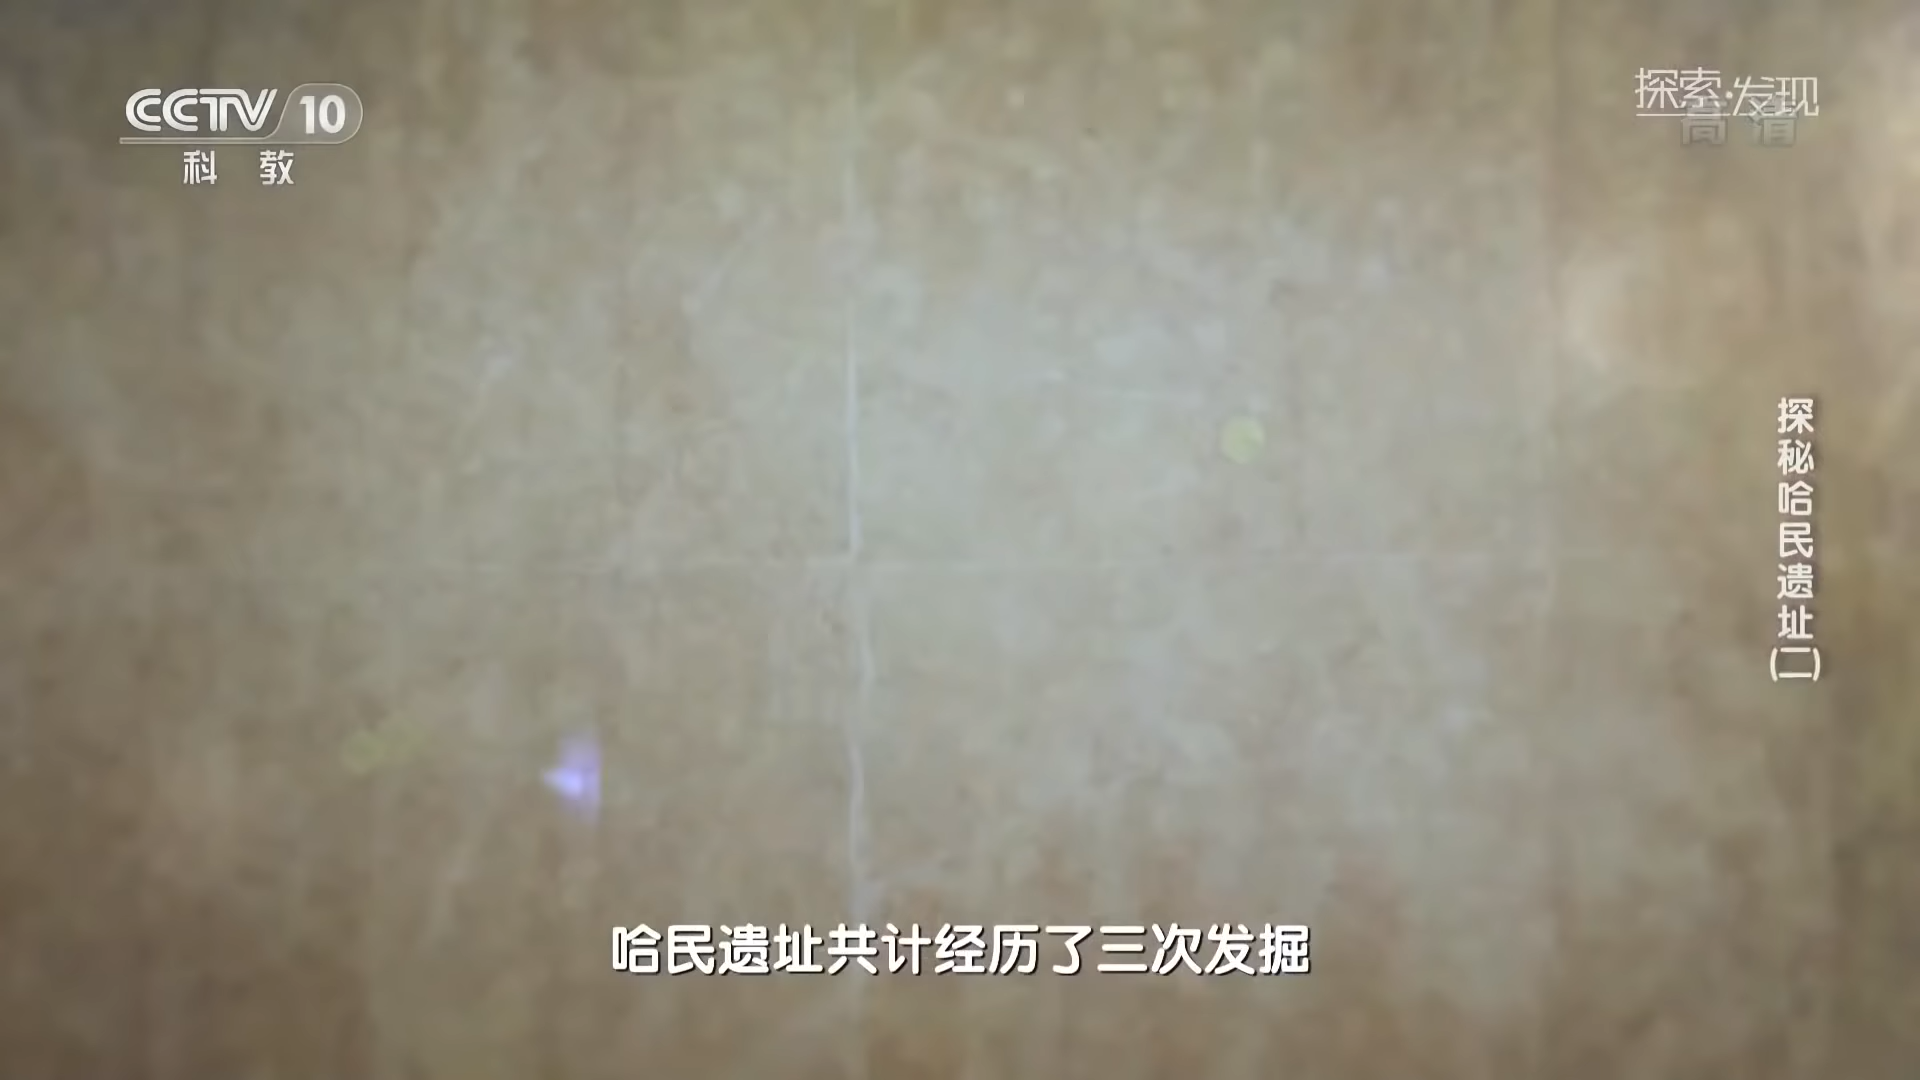 CCTV 10
科 教
探索·发现
高清
探秘哈民遗址(二)
哈民遗址共计经历了三次发掘